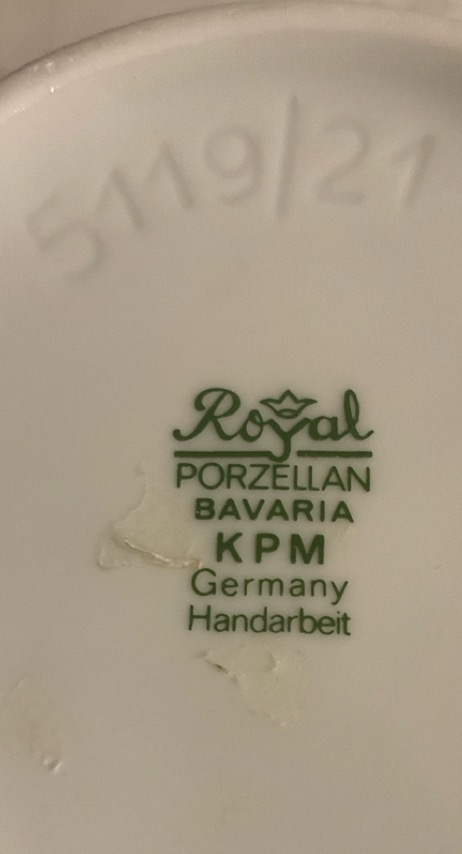 5119/21
Royal
PORZELLAN
BAVARIA
KPM
Germany
Handarbeit